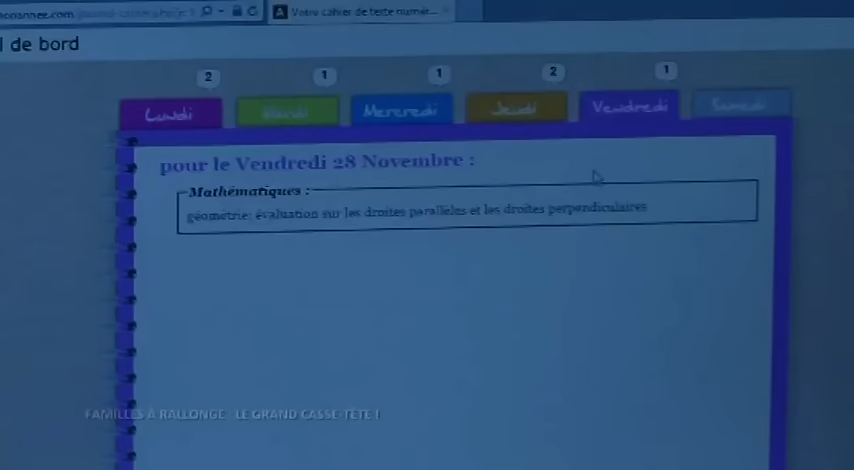 Votre cahier de texte numér...
l de bord
2 1 1 2 1
Lundi Mardi Mercredi Jeudi Vendredi Samedi
pour le Vendredi 28 Novembre :
Mathématiques :
géométrie: évaluation sur les droites parallèles et les droites perpendiculaires
FAMILLES À RALLONGE : LE GRAND CASSE-TÊTE !